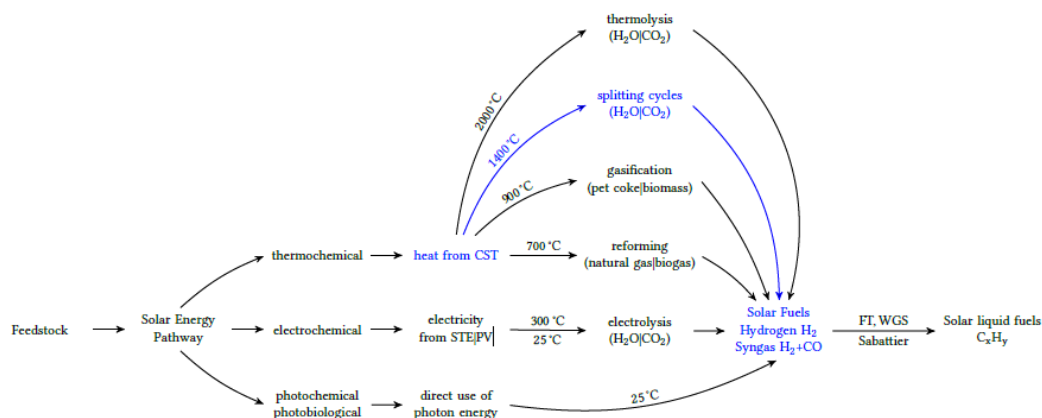 thermolysis
(H₂O|CO₂)
2000°C
splitting cycles
(H₂O|CO₂)
1400°C
gasification
(pet coke|biomass)
900°C
thermochemical
heat from CST
700°C
reforming
(natural gas|biogas)
Feedstock
Solar Energy
Pathway
electrochemical
electricity
from STE|PV|
300°C
25°C
electrolysis
(H₂O|CO₂)
Solar Fuels
Hydrogen H₂
Syngas H₂+CO
FT, WGS
Sabattier
Solar liquid fuels
CₓHᵧ
photochemical
photobiological
direct use of
photon energy
25°C